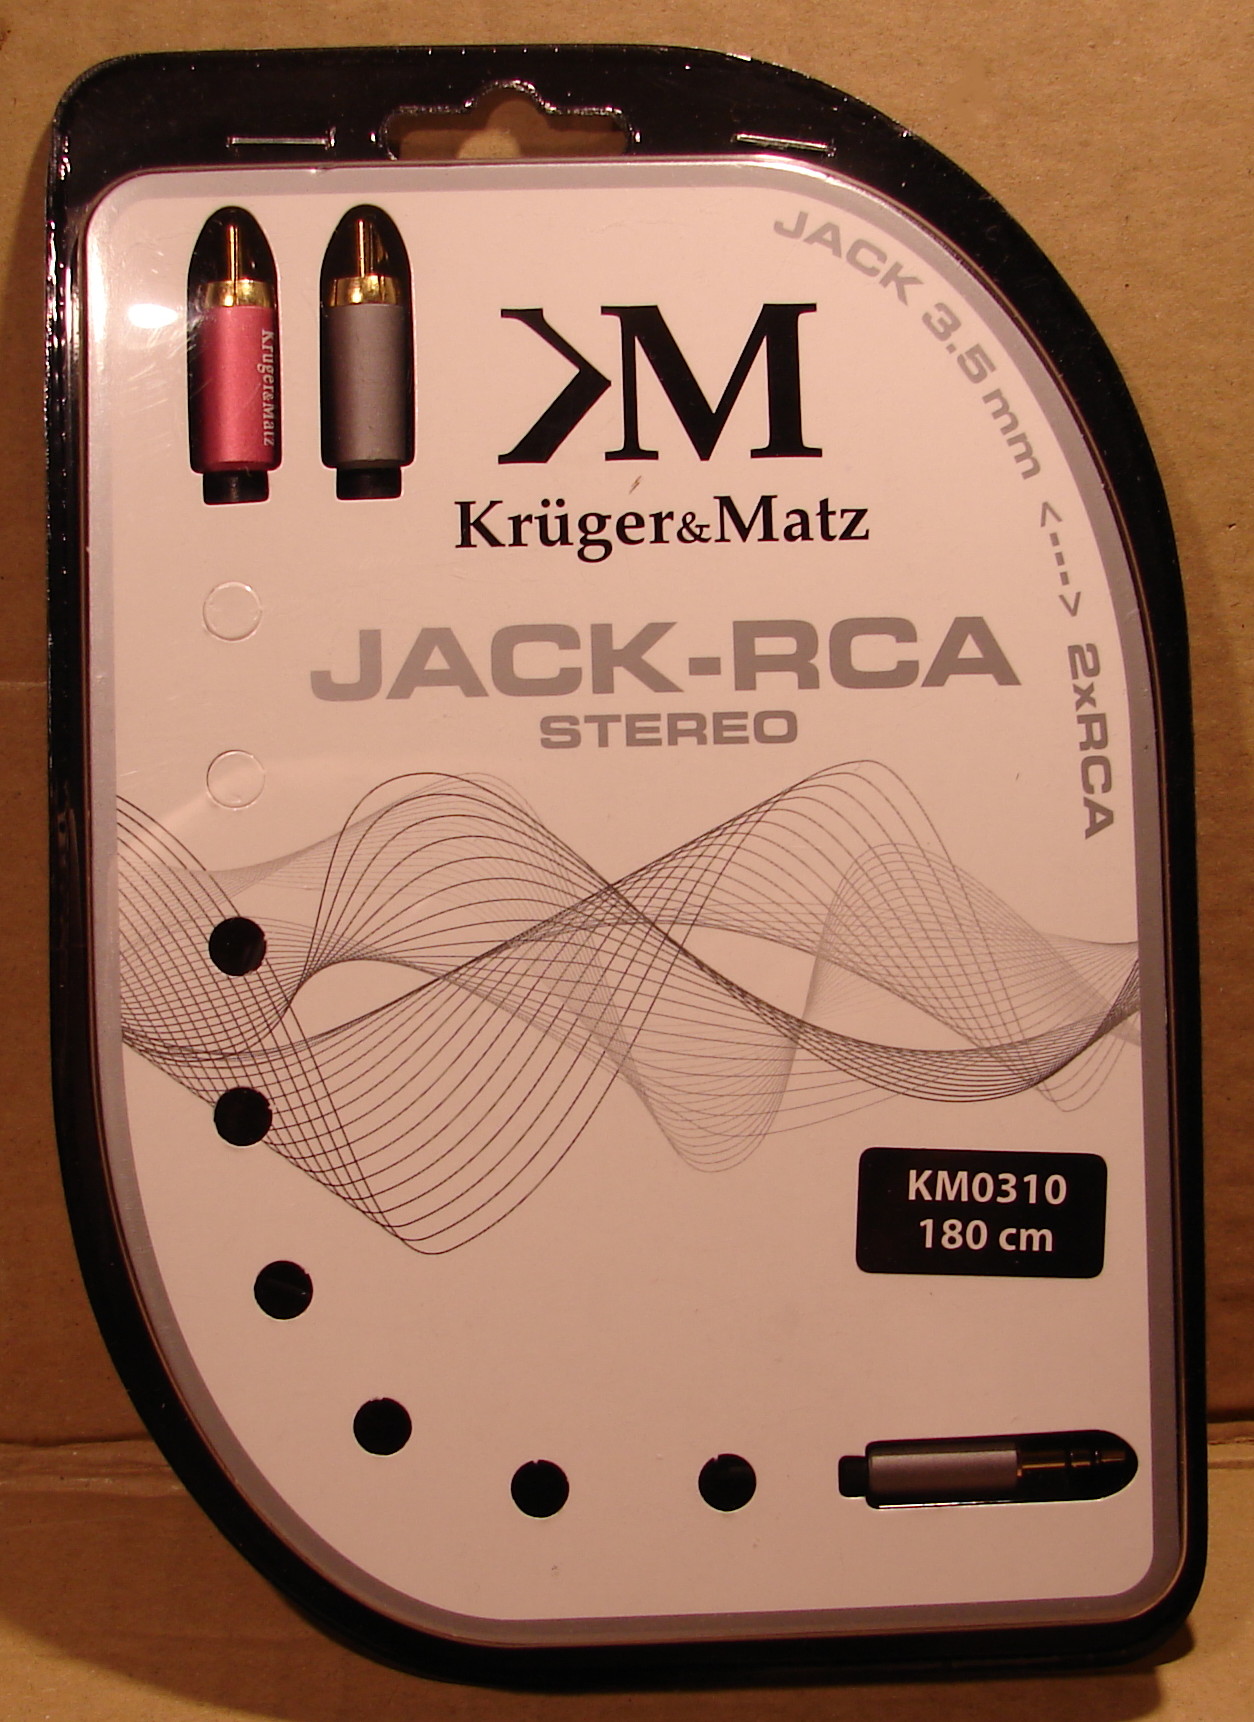 KM
Krüger&Matz
JACK 3.5 mm <---> 2xRCA
Krüger&Matz
JACK-RCA
STEREO
KM0310
180 cm